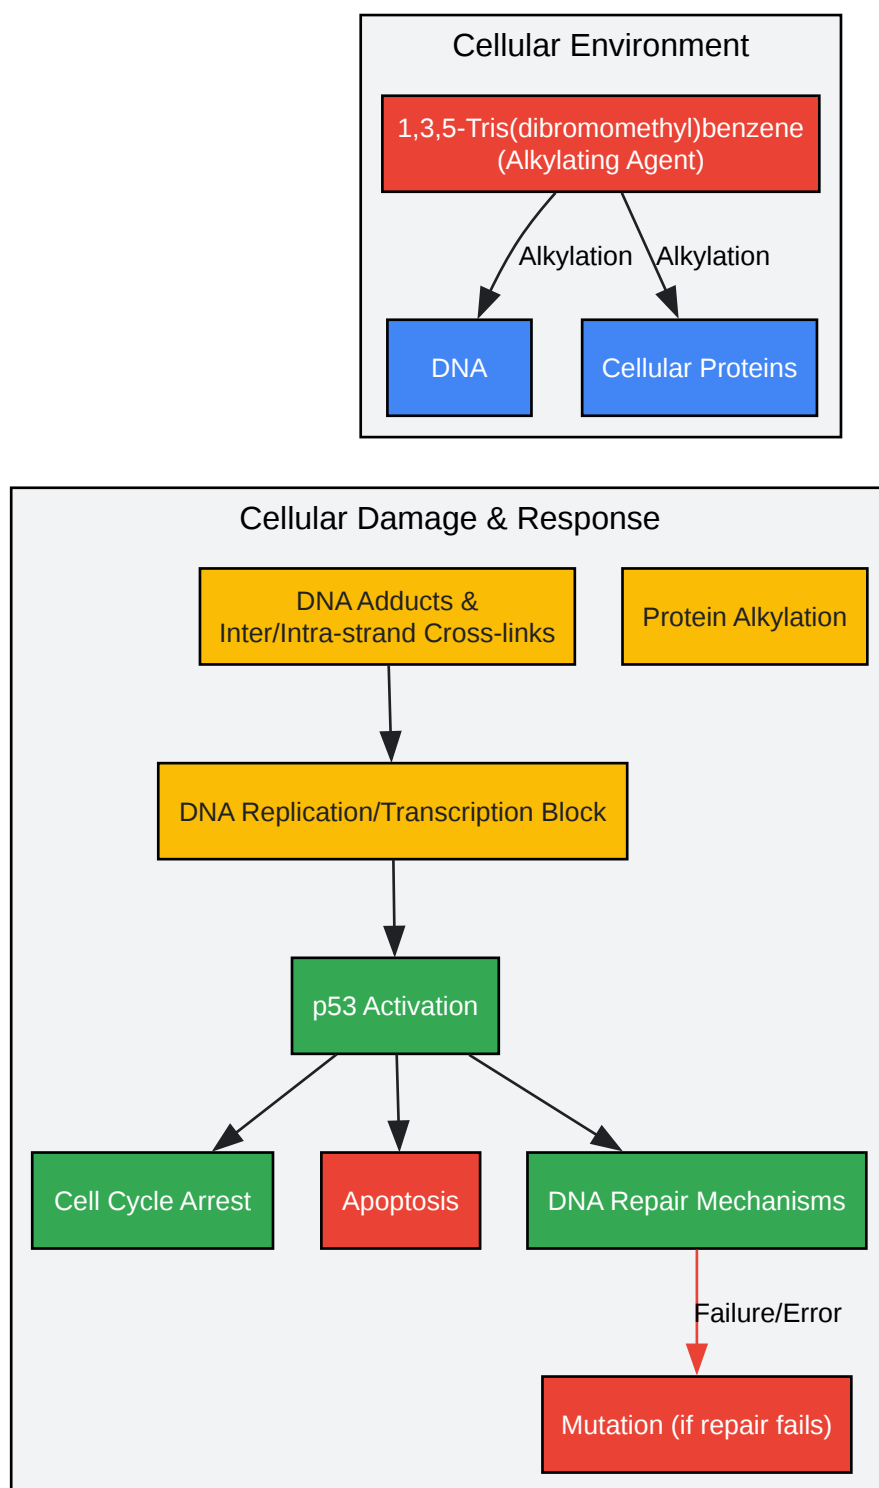 Cellular Environment
1,3,5-Tris(dibromomethyl)benzene
(Alkylating Agent)
Alkylation
Alkylation
DNA
Cellular Proteins
Cellular Damage & Response
DNA Adducts &
Inter/Intra-strand Cross-links
Protein Alkylation
DNA Replication/Transcription Block
p53 Activation
Cell Cycle Arrest
Apoptosis
DNA Repair Mechanisms
Failure/Error
Mutation (if repair fails)